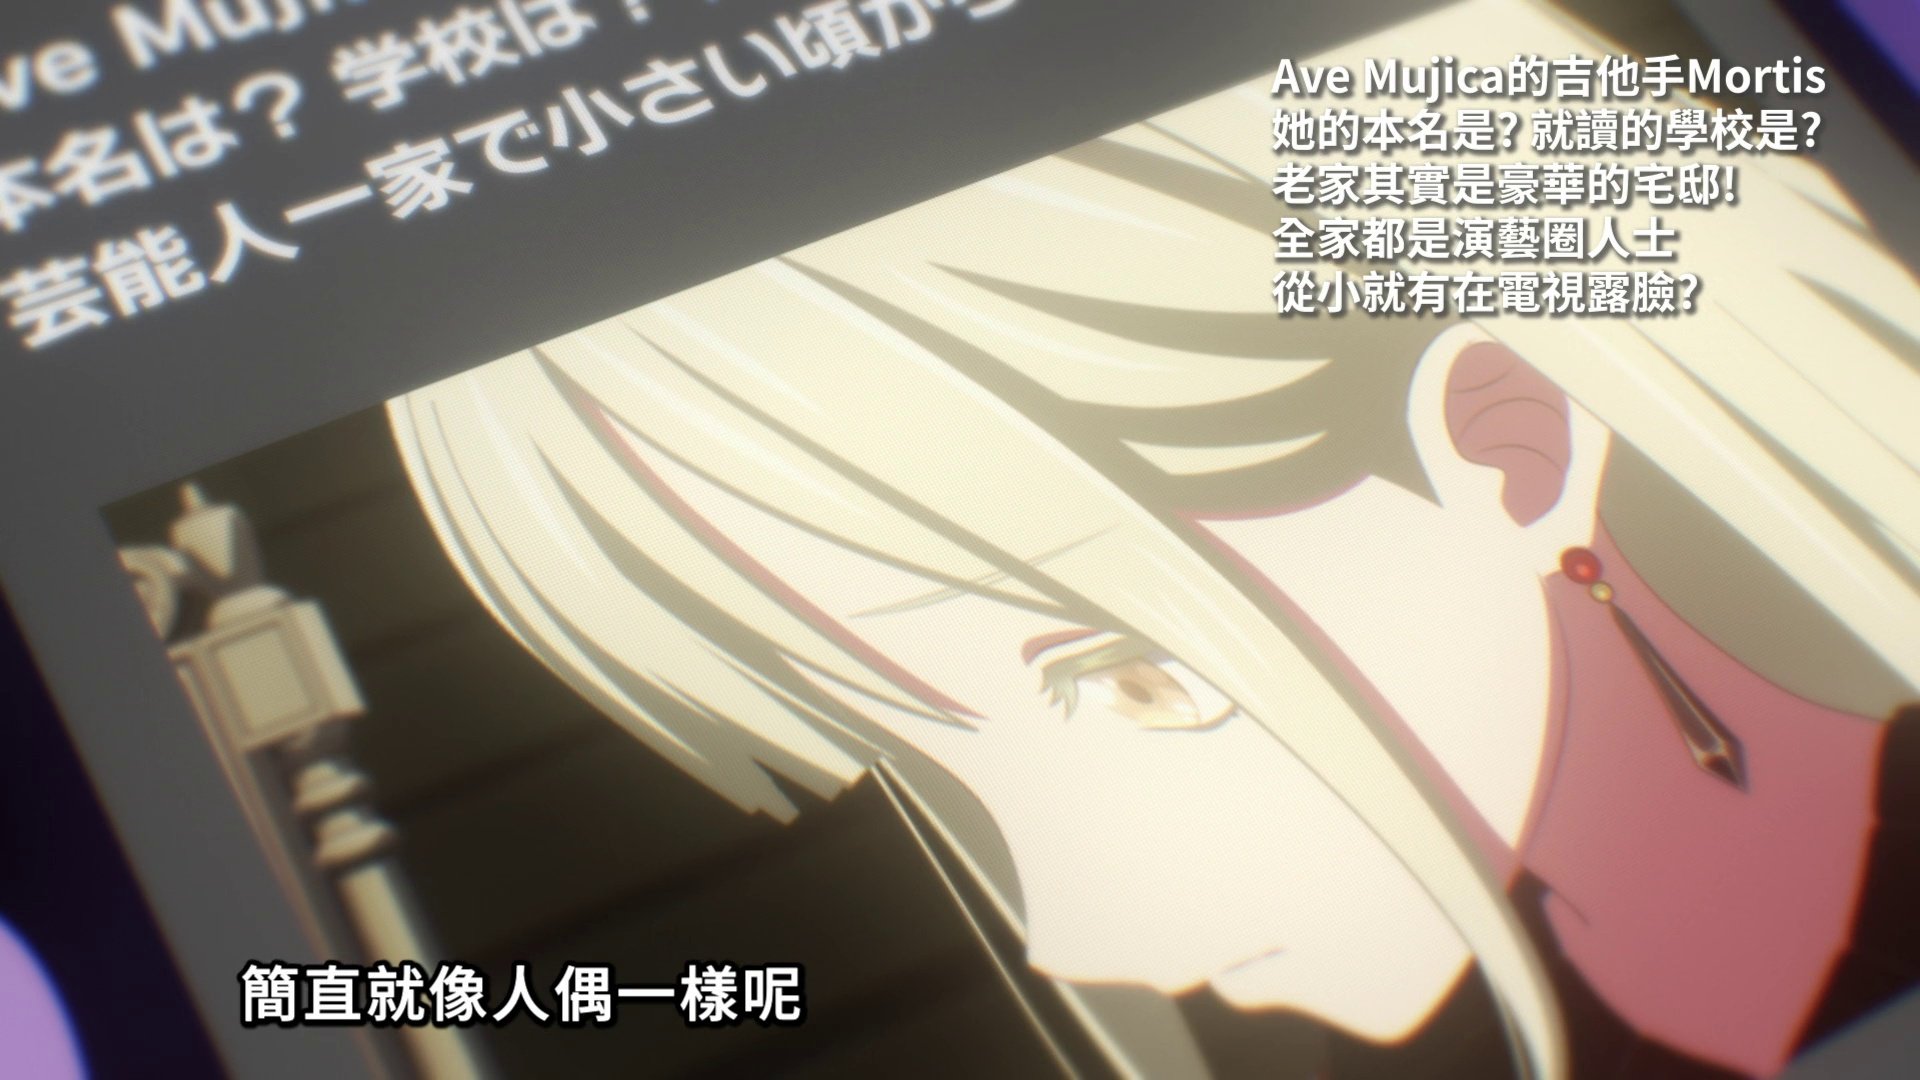 ve Muji
本名は？ 学校は？
芸能人一家で小さい頃から
Ave Mujica的吉他手Mortis
她的本名是? 就讀的學校是?
老家其實是豪華的宅邸!
全家都是演藝圈人士
從小就有在電視露臉?
簡直就像人偶一樣呢